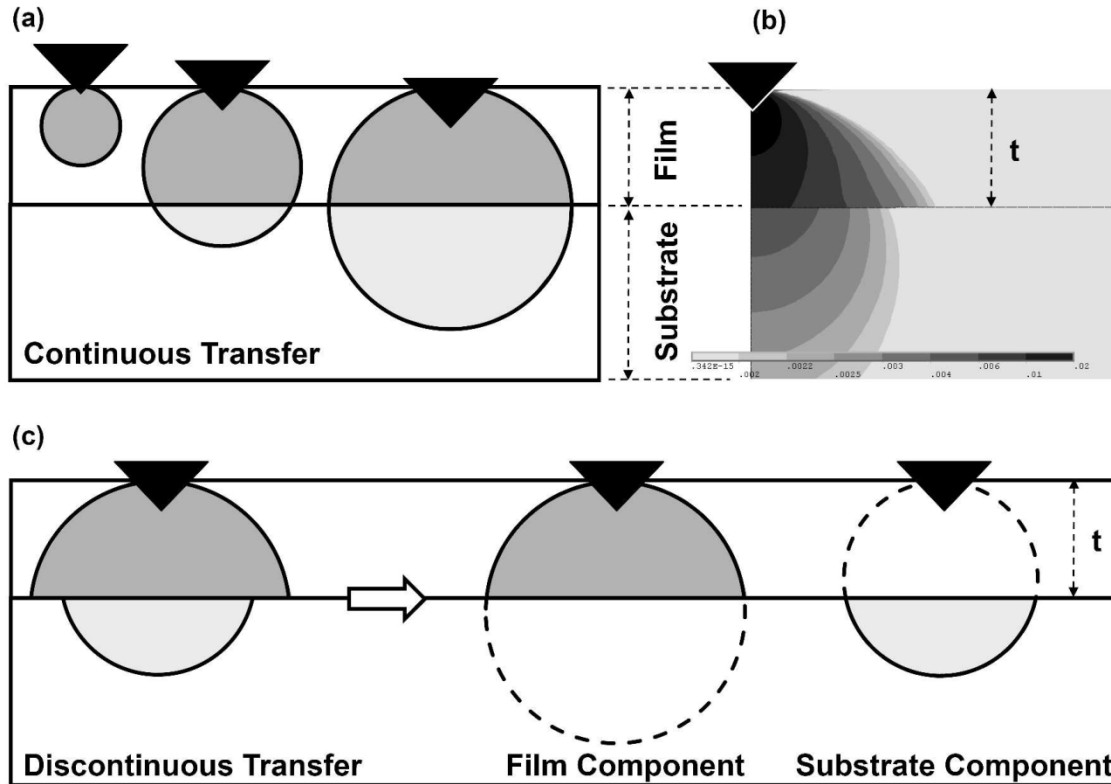 (a)
(b)
Film
t
Substrate
Continuous Transfer
.342E-15 .0022 .003 .006 .02
.002 .0025 .004 .01
(c)
t
Discontinuous Transfer Film Component Substrate Component